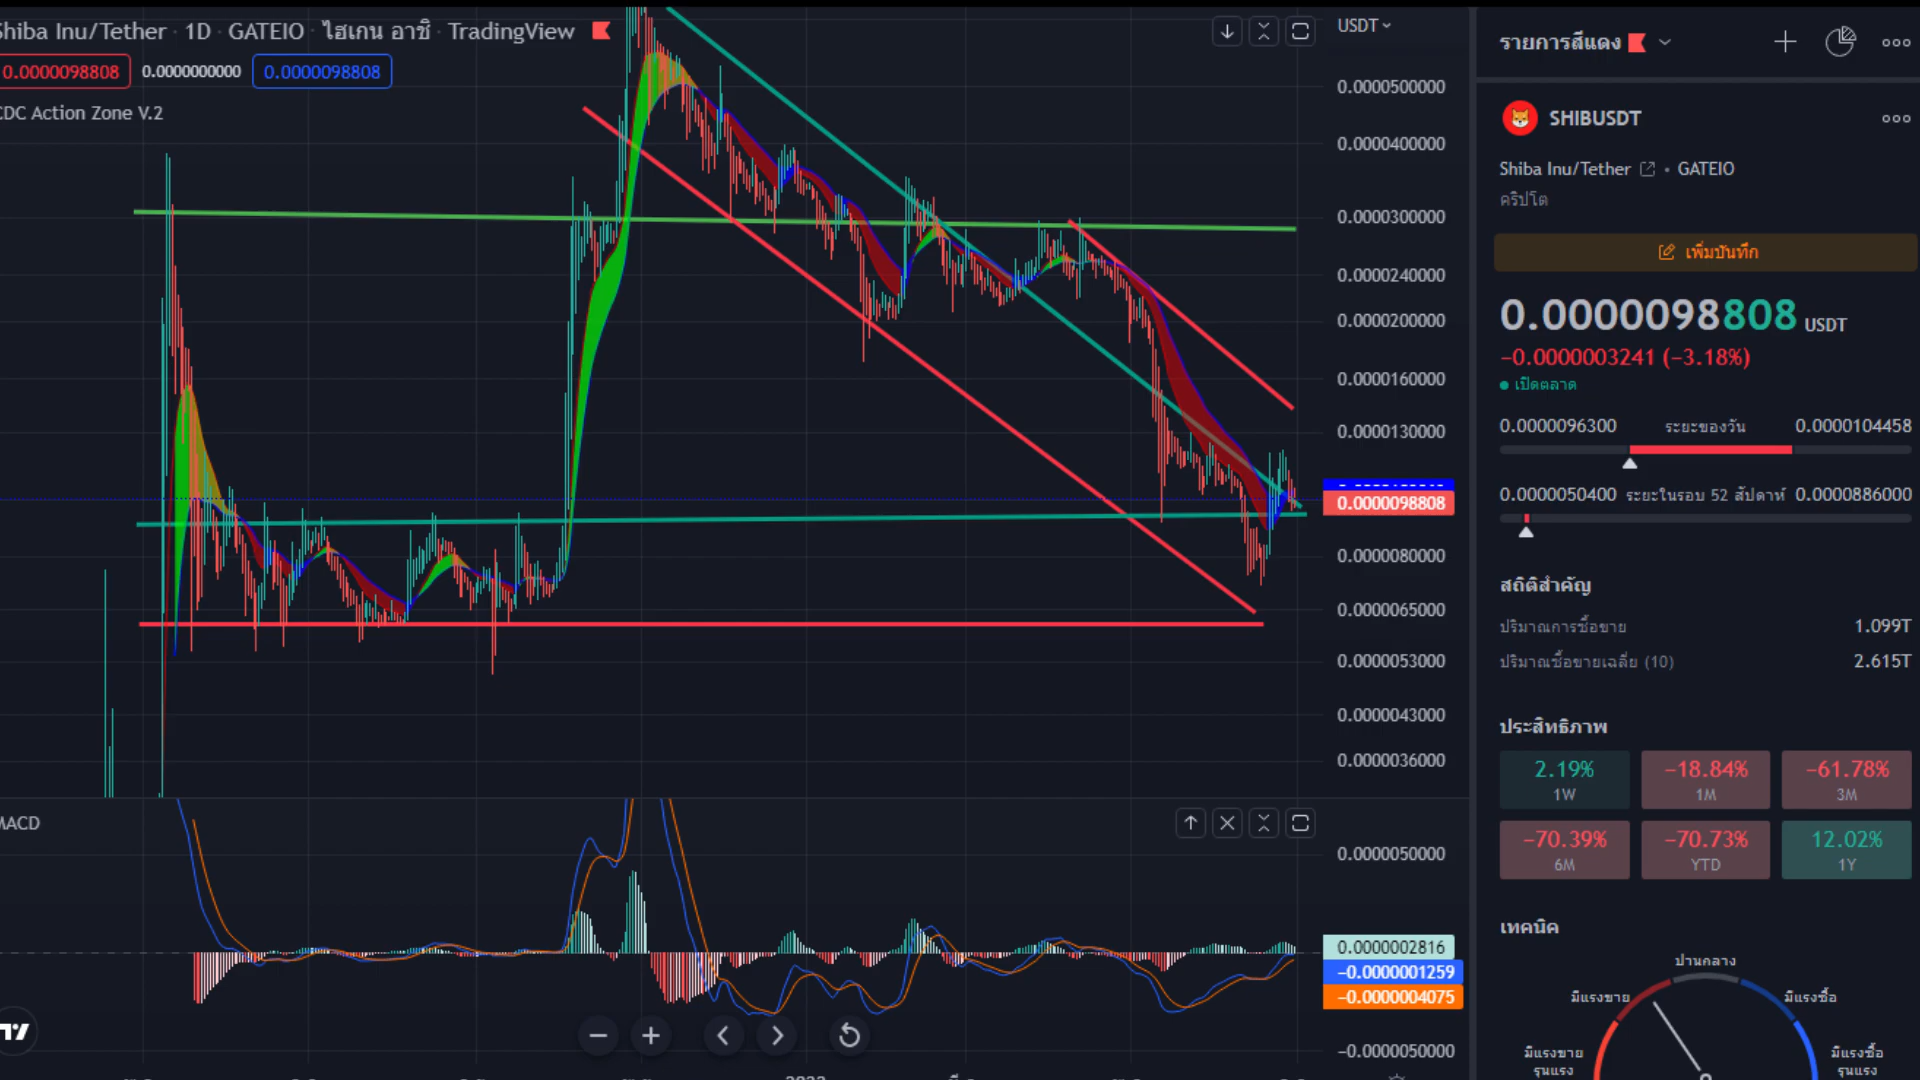 Shiba Inu/Tether · 1D · GATEIO · ไฮเกน อาชิ · TradingView
0.0000098808 0.0000000000 0.0000098808
CDC Action Zone V.2
USDT
0.0000500000
0.0000400000
0.0000300000
0.0000240000
0.0000200000
0.0000160000
0.0000130000
0.0000098808
0.0000080000
0.0000065000
0.0000053000
0.0000043000
0.0000036000
MACD
0.0000050000
0.0000002816
−0.0000001259
−0.0000004075
−0.0000050000
รายการสีแดง
SHIBUSDT
Shiba Inu/Tether • GATEIO
คริปโต
เพิ่มบันทึก
0.0000098808 USDT
−0.0000003241 (−3.18%)
เปิดตลาด
0.0000096300 ระยะของวัน 0.0000104458
0.0000050400 ระยะในรอบ 52 สัปดาห์ 0.0000886000
สถิติสำคัญ
ปริมาณการซื้อขาย 1.099T
ปริมาณซื้อขายเฉลี่ย (10) 2.615T
ประสิทธิภาพ
2.19% −18.84% −61.78%
1W 1M 3M
−70.39% −70.73% 12.02%
6M YTD 1Y
เทคนิค
ปานกลาง
มีแรงขาย มีแรงซื้อ
มีแรงขาย มีแรงซื้อ
รุนแรง รุนแรง